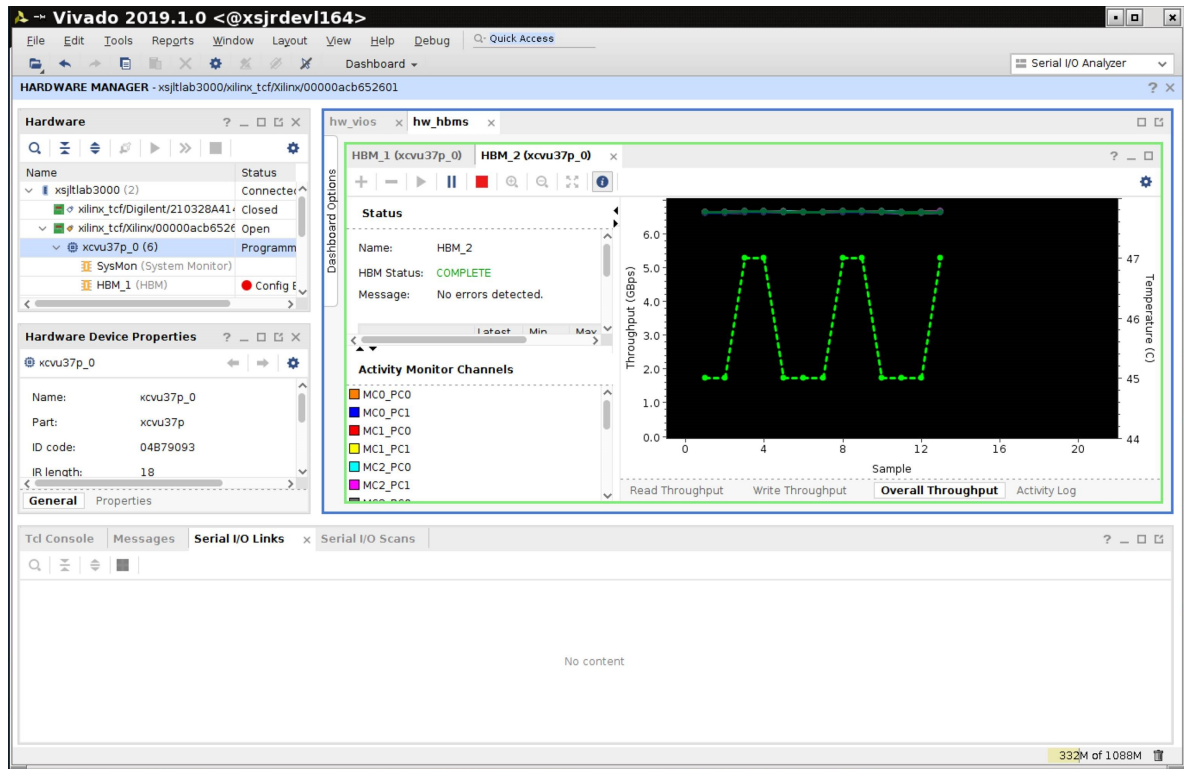 Vivado 2019.1.0 <@xsjrdevl164>
File Edit Tools Reports Window Layout View Help Debug Quick Access
Dashboard
Serial I/O Analyzer
HARDWARE MANAGER - xsjltlab3000/xilinx_tcf/Xilinx/00000acb652601
Hardware
Name Status
xsjltlab3000 (2) Connected
xilinx_tcf/Digilent/210328A414 Closed
xilinx_tcf/Xilinx/00000acb6526 Open
xcvu37p_0 (6) Programm
SysMon (System Monitor)
HBM_1 (HBM) Config E
Hardware Device Properties
xcvu37p_0
Name: xcvu37p_0
Part: xcvu37p
ID code: 04B79093
IR length: 18
General Properties
hw_vios hw_hbms
Dashboard Options
HBM_1 (xcvu37p_0) HBM_2 (xcvu37p_0)
Status
Name: HBM_2
HBM Status: COMPLETE
Message: No errors detected.
Latest Min Max
Activity Monitor Channels
MC0_PC0
MC0_PC1
MC1_PC0
MC1_PC1
MC2_PC0
MC2_PC1
Throughput (GBps)
6.0
5.0
4.0
3.0
2.0
1.0
0.0
47
46
45
44
Temperature (C)
0 4 8 12 16 20
Sample
Read Throughput Write Throughput Overall Throughput Activity Log
Tcl Console Messages Serial I/O Links Serial I/O Scans
No content
332M of 1088M